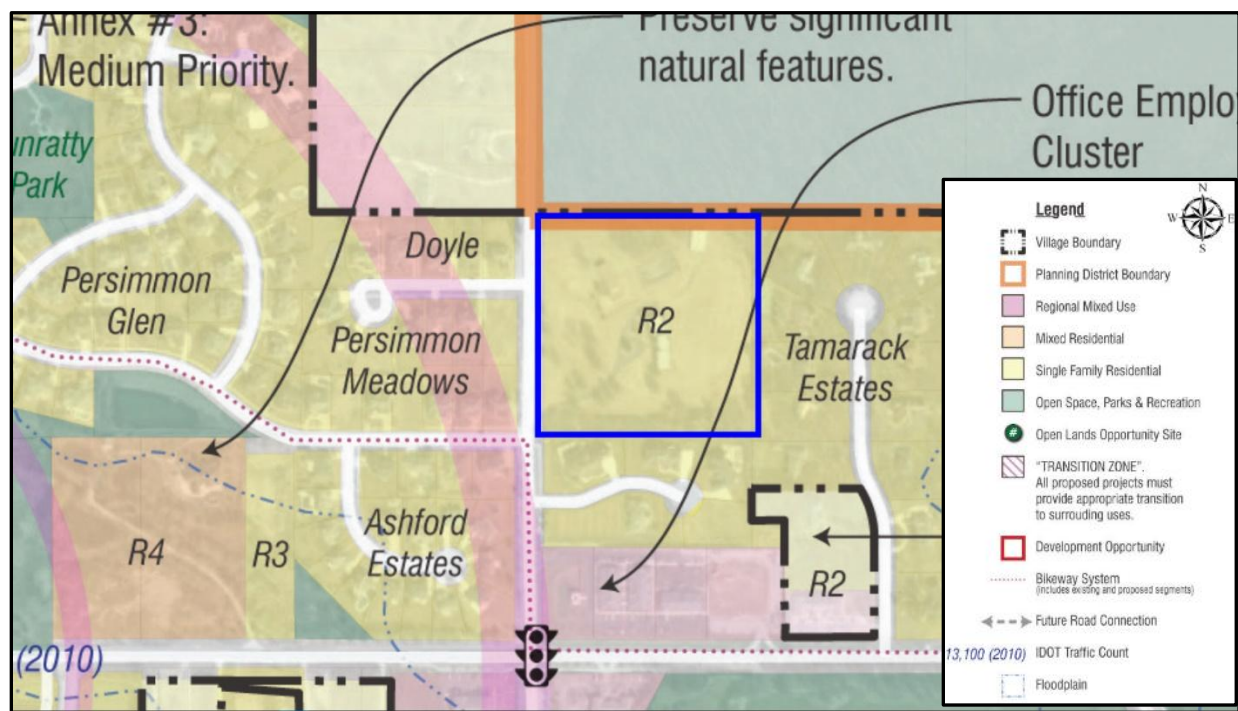 Annex #3:
Medium Priority.
Preserve significant
natural features.
Office Emplo
Cluster
unratty
Park
Persimmon
Glen
Doyle
Persimmon
Meadows
R2
Tamarack
Estates
R4
R3
Ashford
Estates
R2
(2010)
N
W E
S
Legend
Village Boundary
Planning District Boundary
Regional Mixed Use
Mixed Residential
Single Family Residential
Open Space, Parks & Recreation
# Open Lands Opportunity Site
"TRANSITION ZONE".
All proposed projects must
provide appropriate transition
to surrouding uses.
Development Opportunity
Bikeway System
(includes existing and proposed segments)
Future Road Connection
13,100 (2010) IDOT Traffic Count
Floodplain